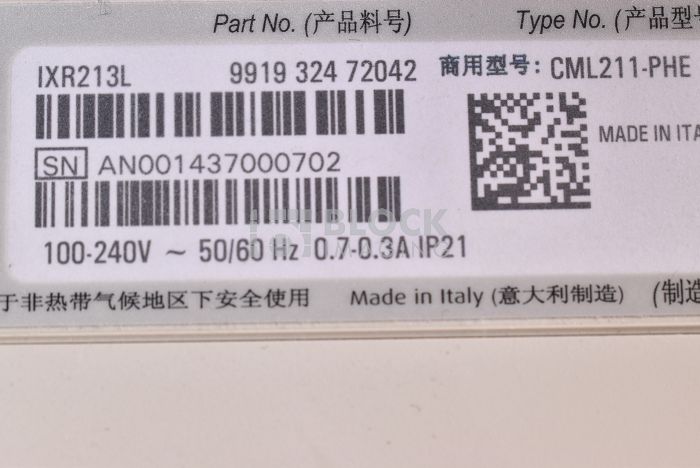 Part No. (产品料号) Type No. (产品型号
IXR213L 9919 324 72042 商用型号: CML211-PHE
MADE IN ITA
SN AN001437000702
BLOCK
100-240V ~ 50/60 Hz 0.7-0.3A IP21
于非热带气候地区下安全使用 Made in Italy (意大利制造) (制造